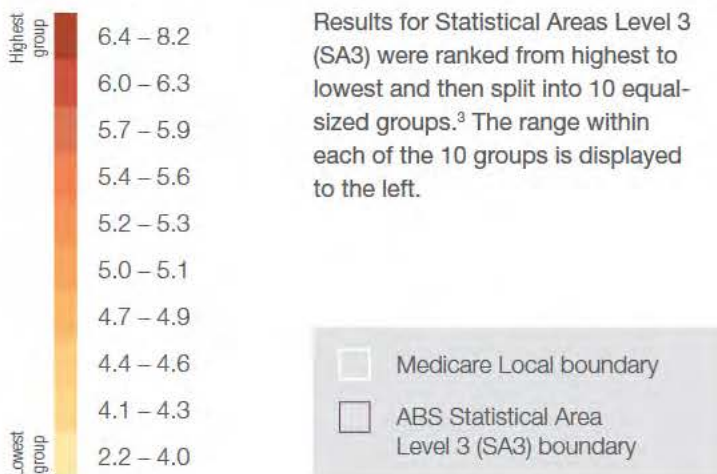 Highest
group
6.4 – 8.2
6.0 – 6.3
5.7 – 5.9
5.4 – 5.6
5.2 – 5.3
5.0 – 5.1
4.7 – 4.9
4.4 – 4.6
4.1 – 4.3
2.2 – 4.0
Lowest
group
Results for Statistical Areas Level 3
(SA3) were ranked from highest to
lowest and then split into 10 equal-
sized groups.³ The range within
each of the 10 groups is displayed
to the left.
Medicare Local boundary
ABS Statistical Area
Level 3 (SA3) boundary